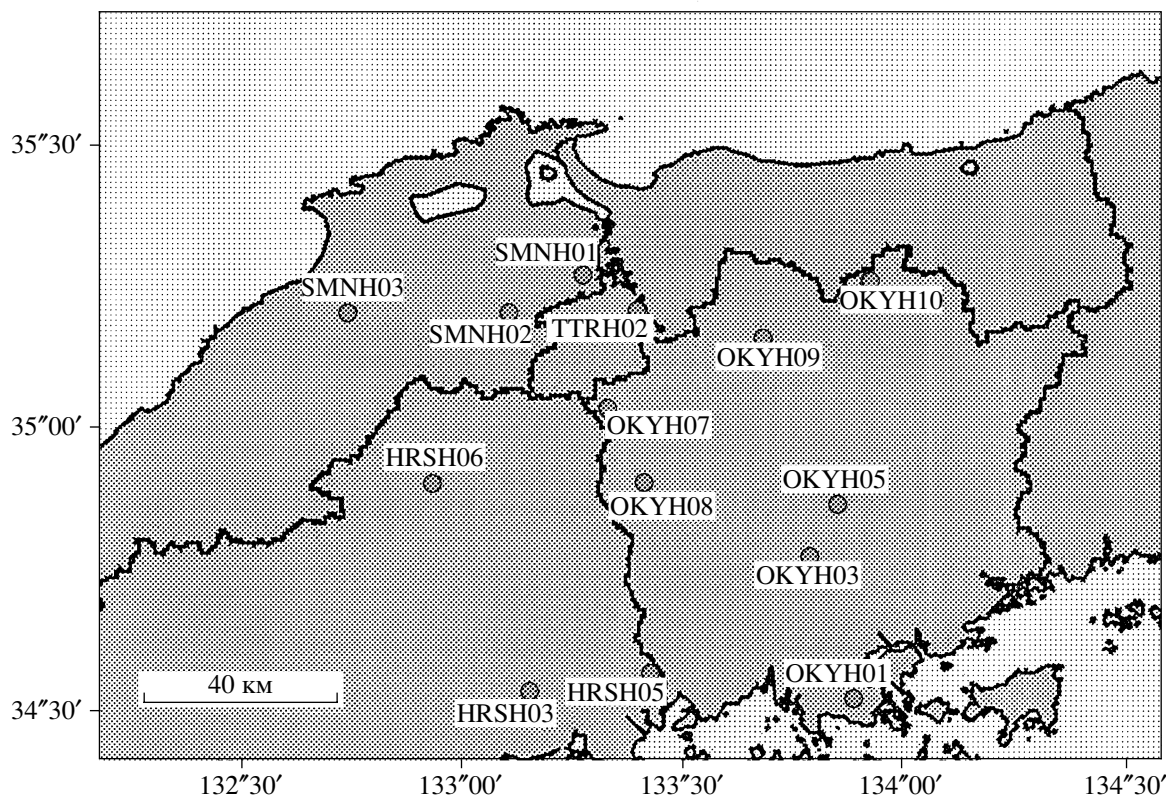 35″30′
SMNH01
SMNH03
OKYH10
SMNH02
TTRH02
OKYH09
35″00′
OKYH07
HRSH06
OKYH05
OKYH08
OKYH03
OKYH01
40 км
HRSH05
HRSH03
34″30′
132″30′
133″00′
133″30′
134″00′
134″30′